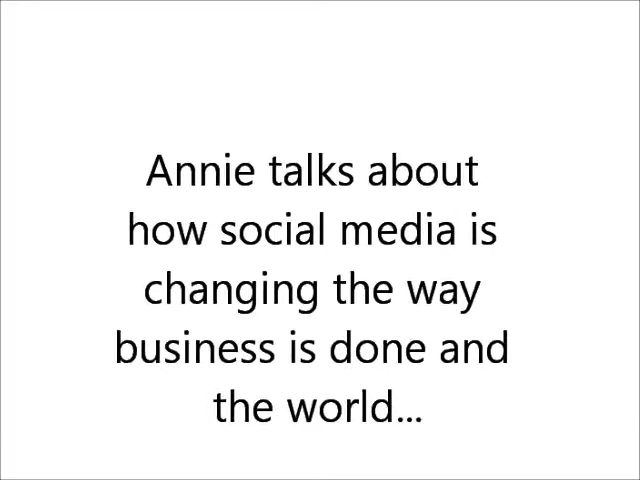 Annie talks about
how social media is
changing the way
business is done and
the world...